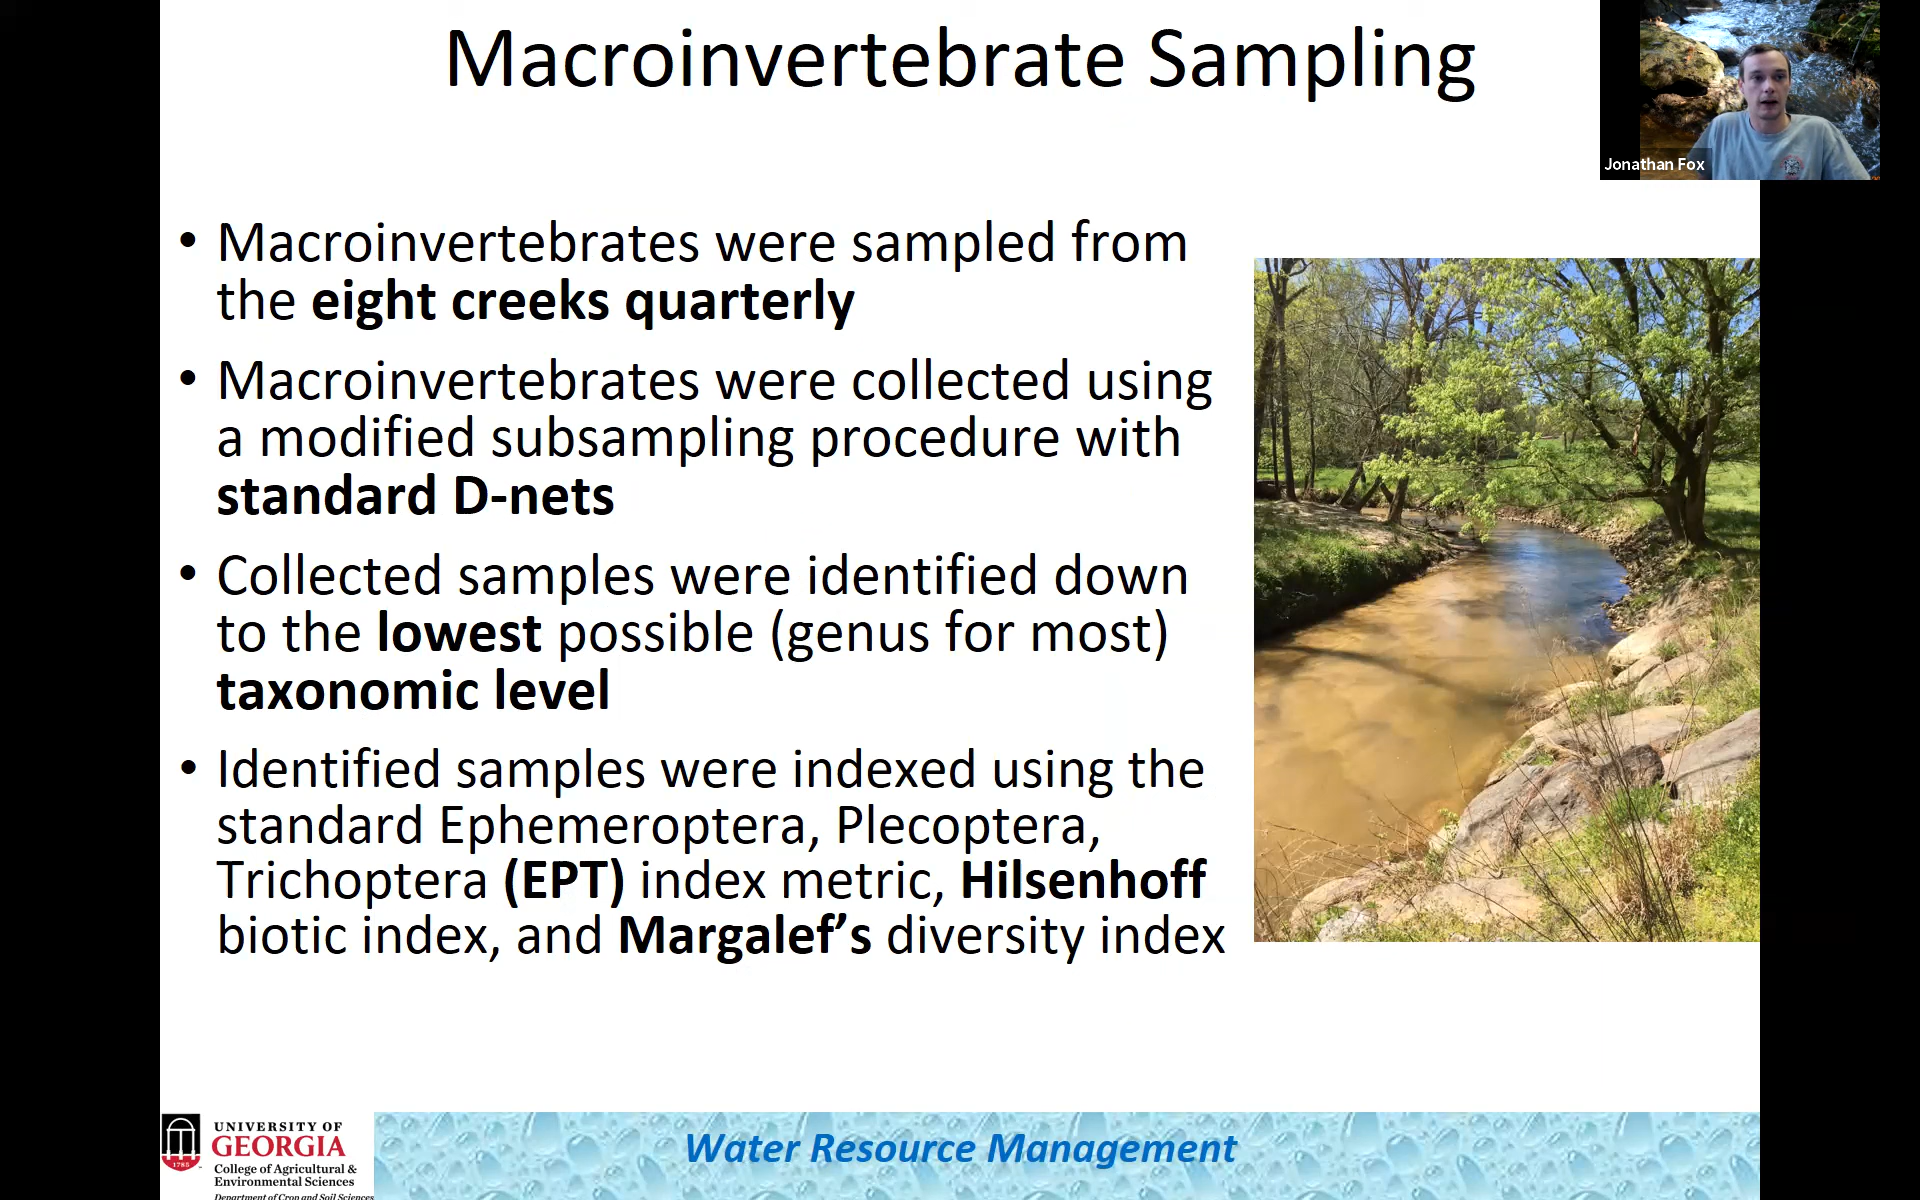 Macroinvertebrate Sampling
Jonathan Fox
• Macroinvertebrates were sampled from
the eight creeks quarterly
• Macroinvertebrates were collected using
a modified subsampling procedure with
standard D-nets
• Collected samples were identified down
to the lowest possible (genus for most)
taxonomic level
• Identified samples were indexed using the
standard Ephemeroptera, Plecoptera,
Trichoptera (EPT) index metric, Hilsenhoff
biotic index, and Margalef’s diversity index
1785
UNIVERSITY OF
GEORGIA
College of Agricultural &
Environmental Sciences
Department of Crop and Soil Sciences
Water Resource Management